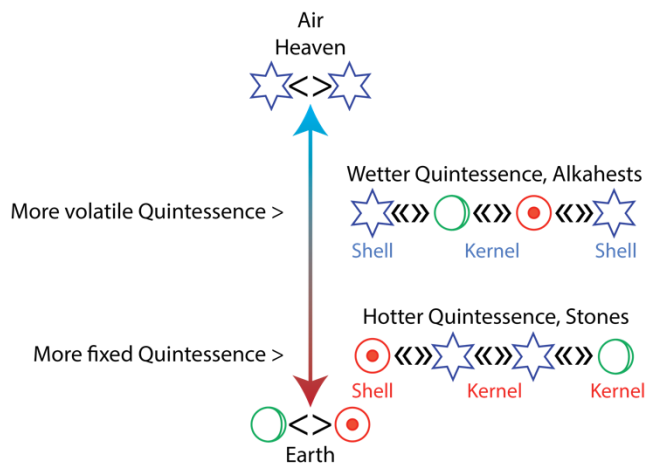 Air
Heaven
<>
Wetter Quintessence, Alkahests
More volatile Quintessence >
«» «» «»
Shell Kernel Shell
Hotter Quintessence, Stones
More fixed Quintessence >
«» «» «»
Shell Kernel Kernel
<>
Earth